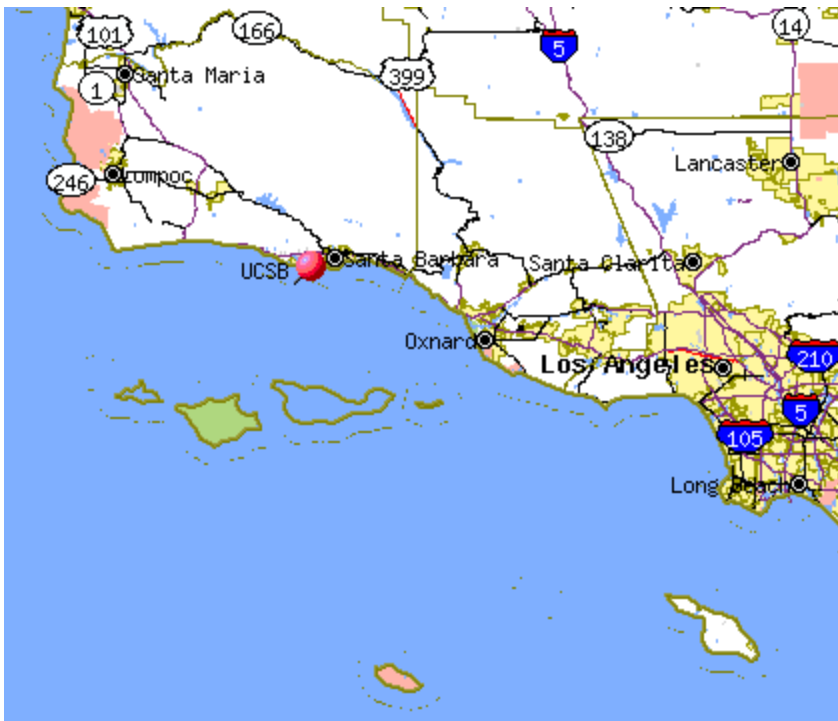 101
166
5
14
Santa Maria
399
1
138
Lancaster
246
Lompoc
UCSB
Santa Barbara
Santa Clarita
Oxnard
Los Angeles
210
5
105
Long Beach